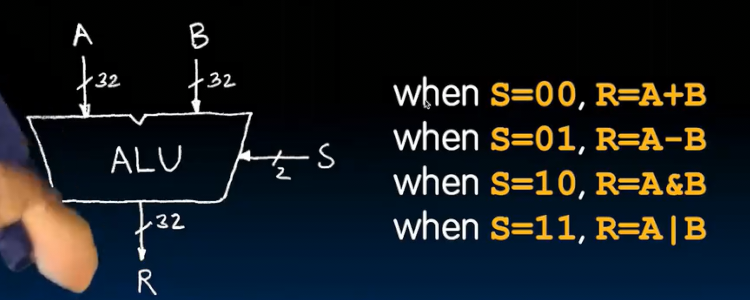 A B
32 32
ALU
S
2
32
R
when S=00, R=A+B
when S=01, R=A-B
when S=10, R=A&B
when S=11, R=A|B